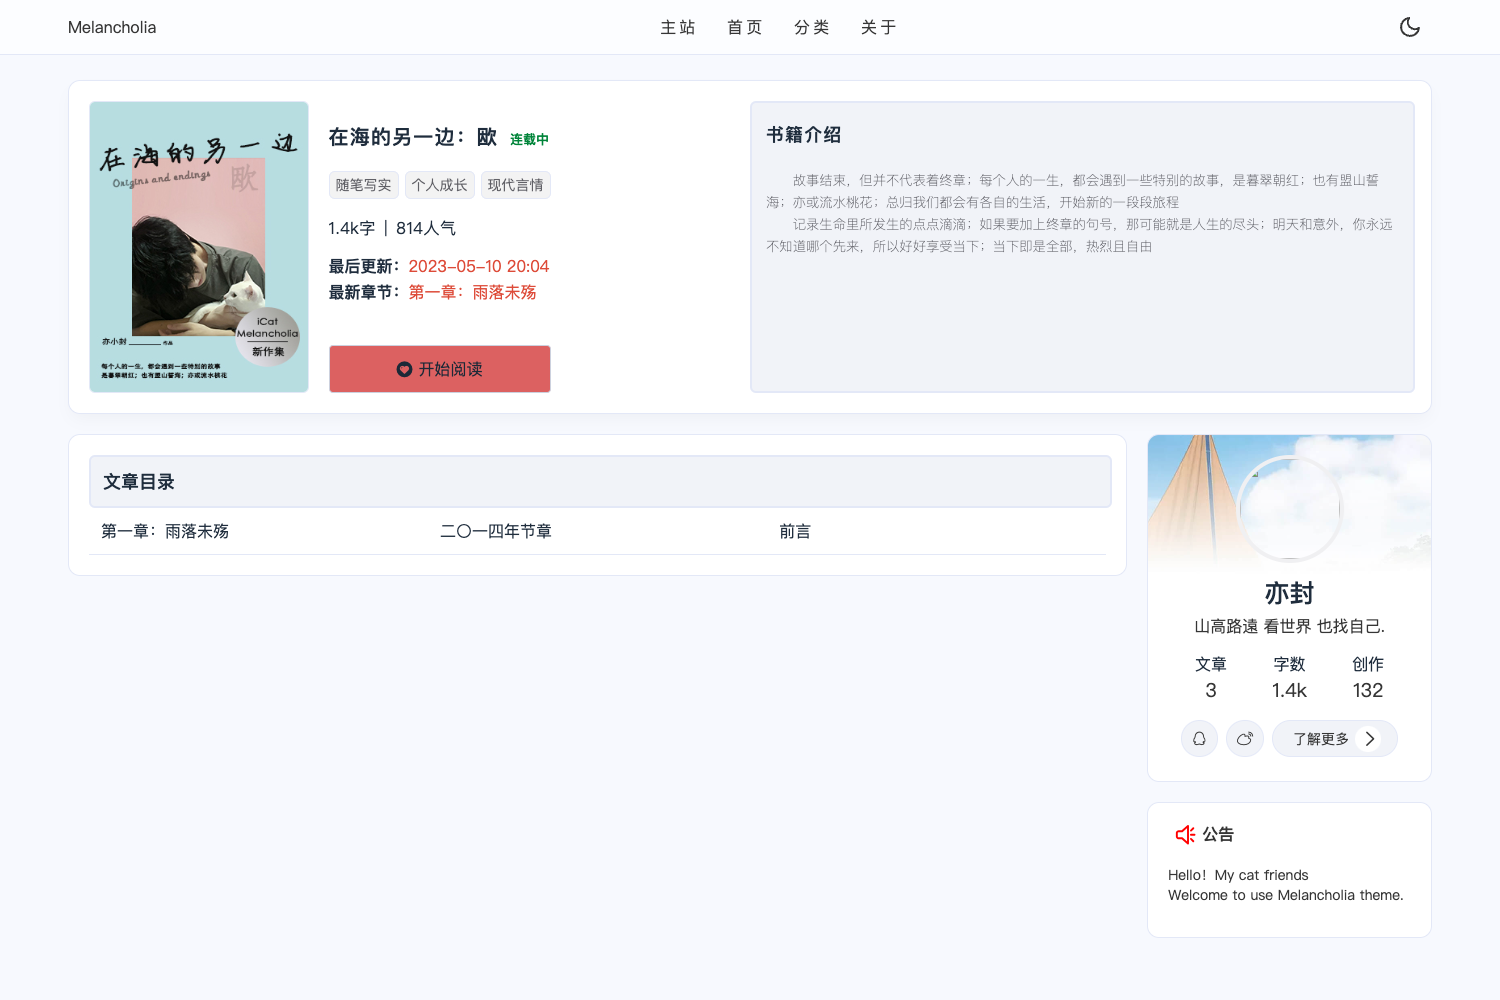 Melancholia
主站 首页 分类 关于
在海的另一边
Origins and endings
歐
iCat
Melancholia
新作集
亦小封 ________ 作品
每个人的一生，都会遇到一些特别的故事
是暮翠朝红；也有盟山誓海；亦或流水桃花
在海的另一边：歐 连载中
随笔写实 个人成长 现代言情
1.4k字 | 814人气
最后更新：2023-05-10 20:04
最新章节：第一章：雨落未殇
开始阅读
书籍介绍
故事结束，但并不代表着终章；每个人的一生，都会遇到一些特别的故事，是暮翠朝红；也有盟山誓
海；亦或流水桃花；总归我们都会有各自的生活，开始新的一段段旅程
记录生命里所发生的点点滴滴；如果要加上终章的句号，那可能就是人生的尽头；明天和意外，你永远
不知道哪个先来，所以好好享受当下；当下即是全部，热烈且自由
文章目录
第一章：雨落未殇 二〇一四年节章 前言
亦封
山高路遠 看世界 也找自己.
文章 字数 创作
3 1.4k 132
了解更多
公告
Hello！My cat friends
Welcome to use Melancholia theme.